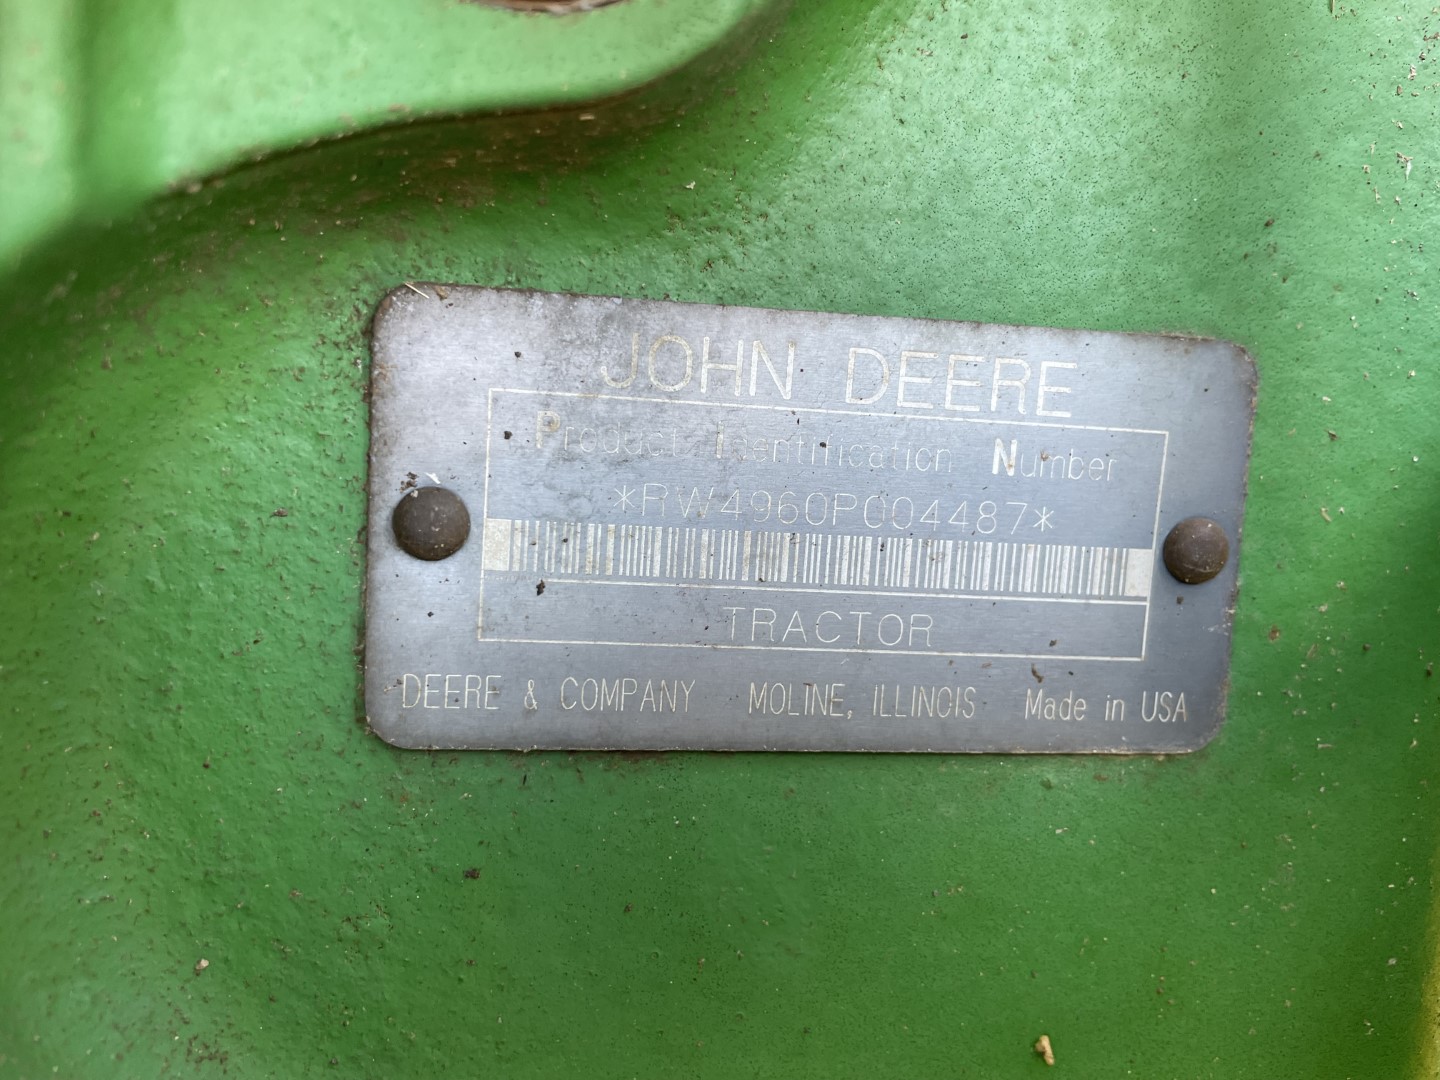 JOHN DEERE
Product Identification Number
*RW4960P004487*
TRACTOR
DEERE & COMPANY MOLINE, ILLINOIS Made in USA